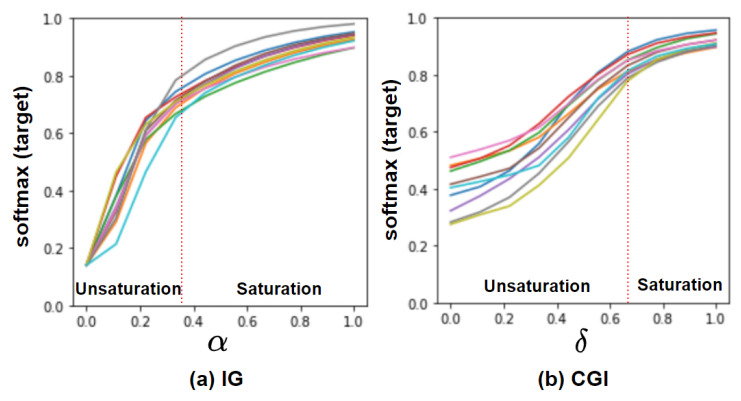 1.0
0.8
0.6
0.4
0.2
0.0
softmax (target)
Unsaturation
Saturation
0.0 0.2 0.4 0.6 0.8 1.0
α
(a) IG
1.0
0.8
0.6
0.4
0.2
0.0
softmax (target)
Unsaturation
Saturation
0.0 0.2 0.4 0.6 0.8 1.0
δ
(b) CGI